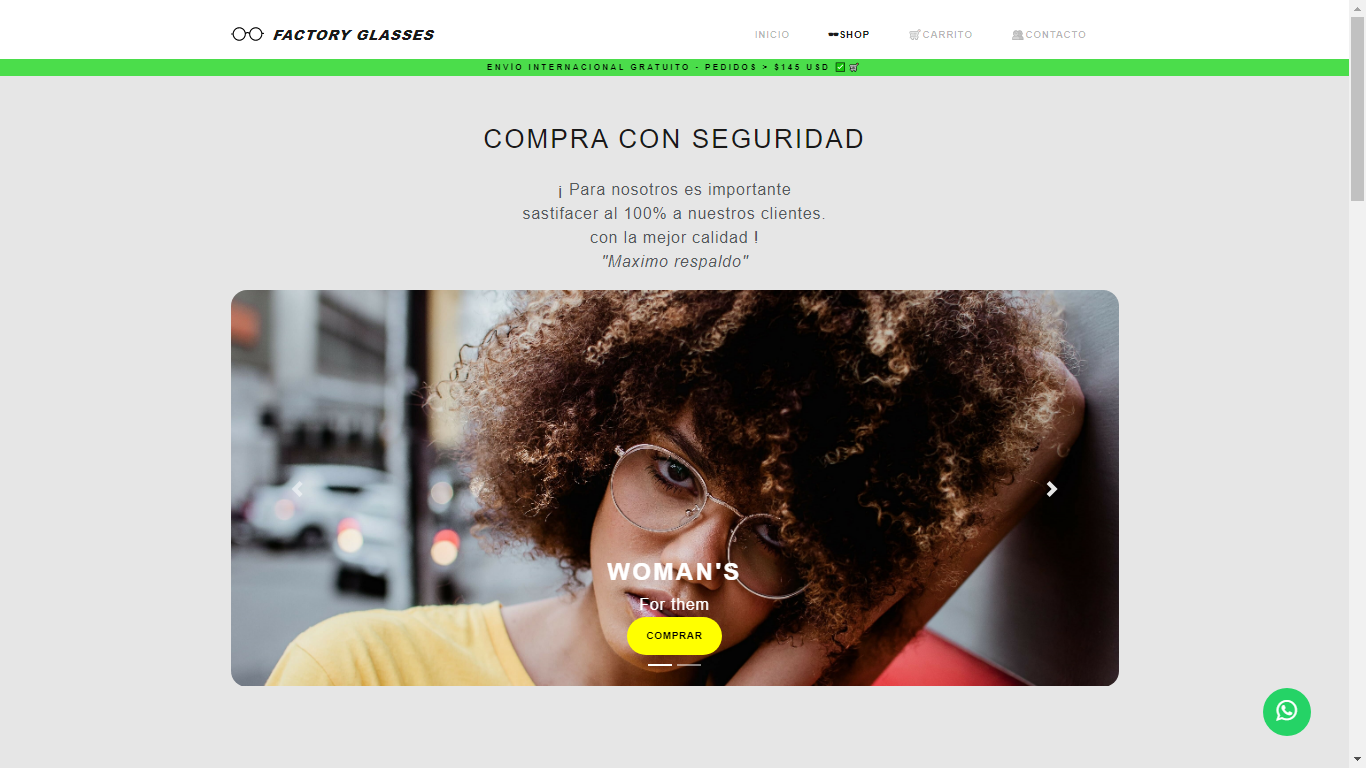 FACTORY GLASSES
INICIO
SHOP
CARRITO
CONTACTO
ENVÍO INTERNACIONAL GRATUITO - PEDIDOS > $145 USD
COMPRA CON SEGURIDAD
¡ Para nosotros es importante
sastifacer al 100% a nuestros clientes.
con la mejor calidad !
"Maximo respaldo"
WOMAN'S
For them
COMPRAR